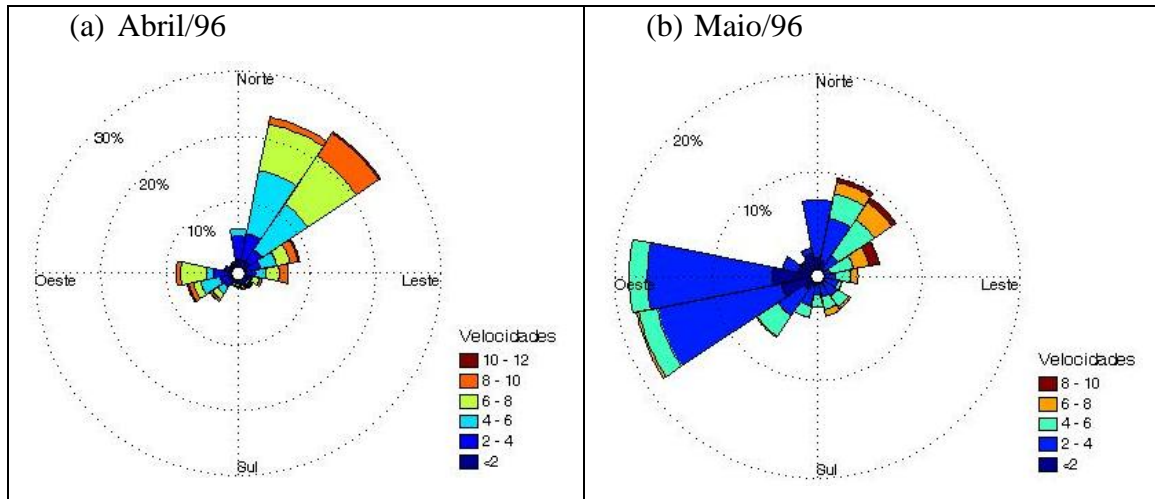 (a) Abril/96
Norte
30%
20%
10%
Oeste
Leste
Sul
Velocidades
10 - 12
8 - 10
6 - 8
4 - 6
2 - 4
<2
(b) Maio/96
Norte
20%
10%
Oeste
Leste
Sul
Velocidades
8 - 10
6 - 8
4 - 6
2 - 4
<2